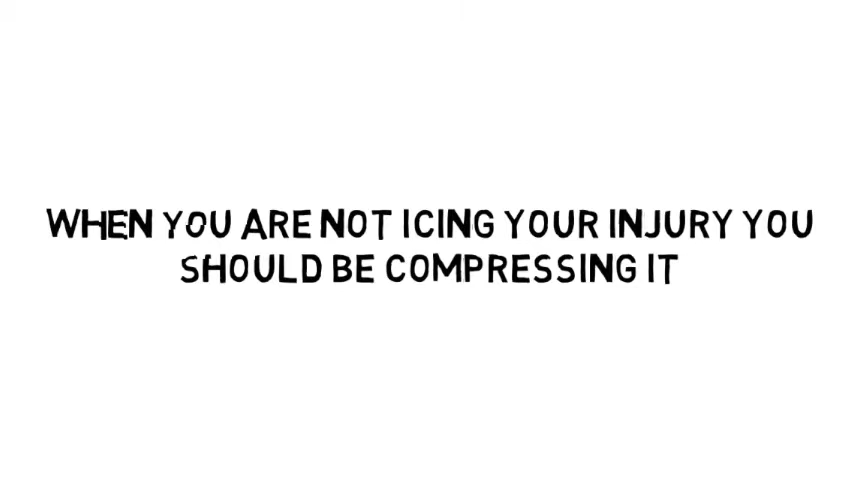 WHEN YOU ARE NOT ICING YOUR INJURY YOU
SHOULD BE COMPRESSING IT